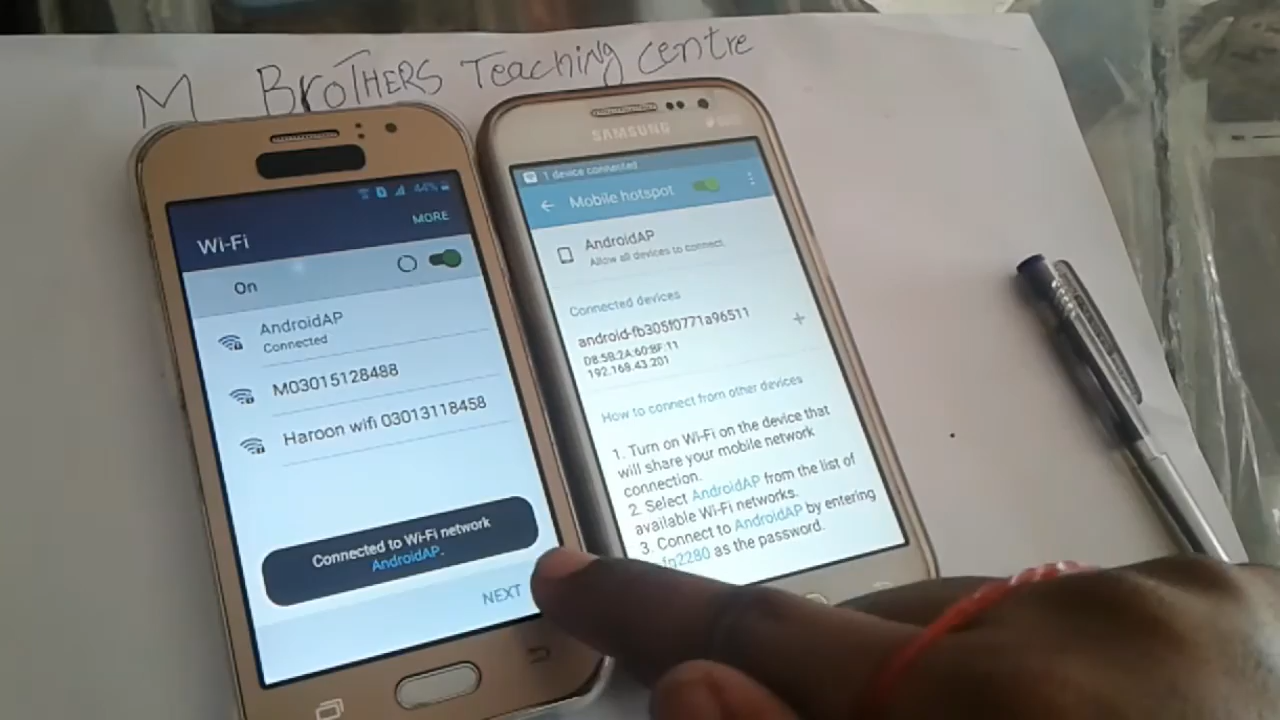 M BroTHERS Teaching centre
44%
Wi-Fi
MORE
On
AndroidAP
Connected
M03015128488
Haroon wifi 03013118458
Connected to Wi-Fi network
AndroidAP.
NEXT
SAMSUNG
1 device connected
Mobile hotspot
AndroidAP
Allow all devices to connect.
Connected devices
android-fb305f0771a96511
D8:5B:2A:60:BF:11
192.168.43.201
How to connect from other devices
1. Turn on Wi-Fi on the device that
will share your mobile network
connection.
2. Select AndroidAP from the list of
available Wi-Fi networks.
3. Connect to AndroidAP by entering
as the password.